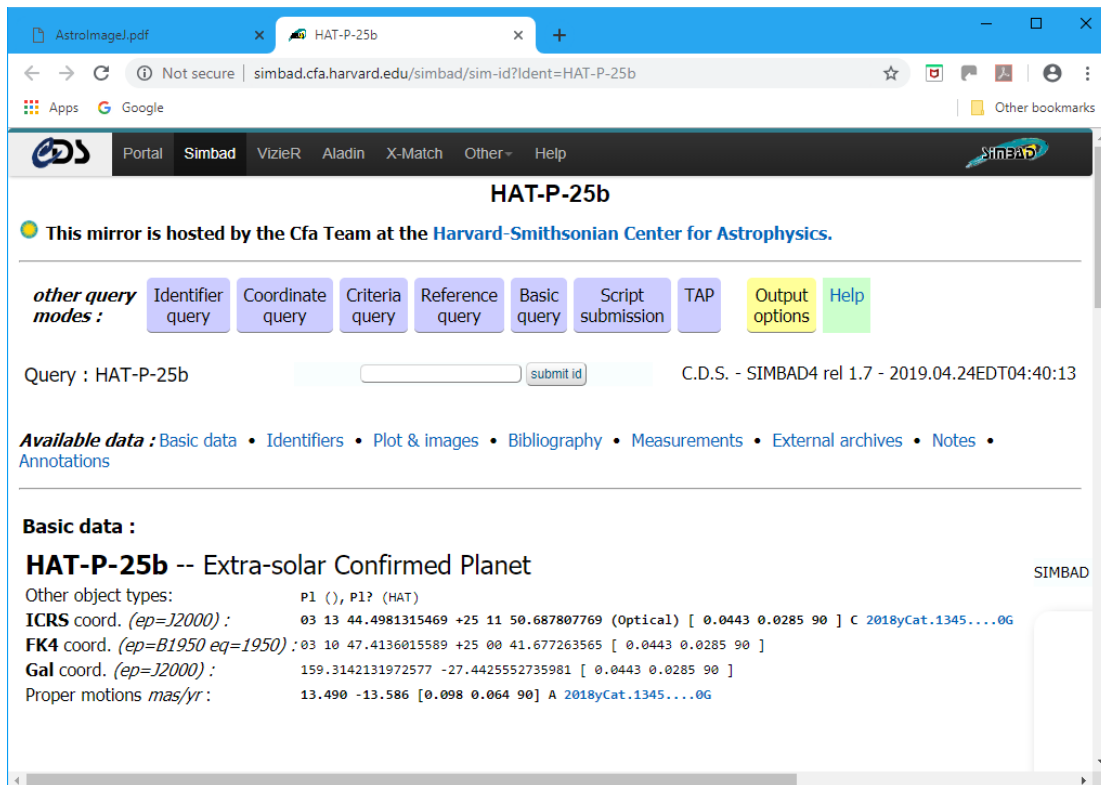 AstroImageJ.pdf
HAT-P-25b
Not secure | simbad.cfa.harvard.edu/simbad/sim-id?Ident=HAT-P-25b
Apps Google Other bookmarks
CDS Portal Simbad VizieR Aladin X-Match Other Help SIMBAD
HAT-P-25b
This mirror is hosted by the Cfa Team at the Harvard-Smithsonian Center for Astrophysics.
other query modes :
Identifier query
Coordinate query
Criteria query
Reference query
Basic query
Script submission
TAP
Output options
Help
Query : HAT-P-25b submit id C.D.S. - SIMBAD4 rel 1.7 - 2019.04.24EDT04:40:13
Available data : Basic data • Identifiers • Plot & images • Bibliography • Measurements • External archives • Notes •
Annotations
Basic data :
HAT-P-25b -- Extra-solar Confirmed Planet
SIMBAD
Other object types: Pl (), Pl? (HAT)
ICRS coord. (ep=J2000) : 03 13 44.4981315469 +25 11 50.687807769 (Optical) [ 0.0443 0.0285 90 ] C 2018yCat.1345....0G
FK4 coord. (ep=B1950 eq=1950) : 03 10 47.4136015589 +25 00 41.677263565 [ 0.0443 0.0285 90 ]
Gal coord. (ep=J2000) : 159.3142131972577 -27.4425552735981 [ 0.0443 0.0285 90 ]
Proper motions mas/yr : 13.490 -13.586 [0.098 0.064 90] A 2018yCat.1345....0G